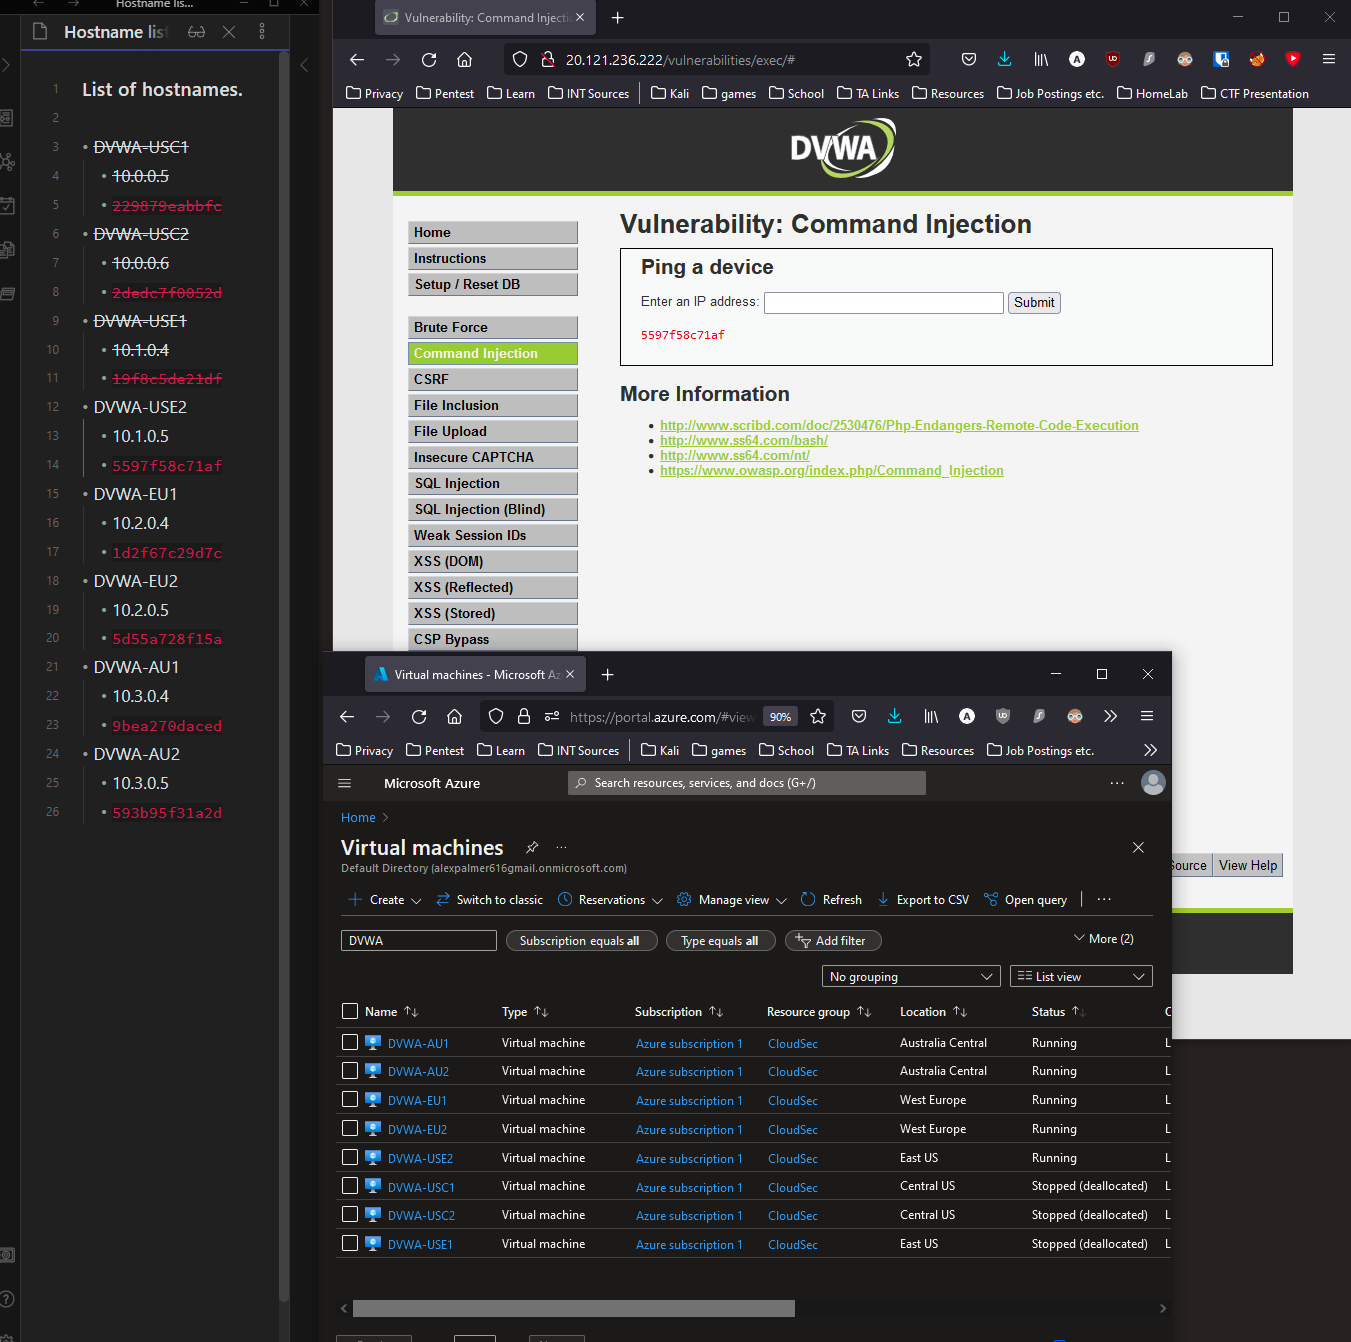 Hostname lis...
Hostname list
1 List of hostnames.
2
3 • DVWA-USC1
4 • 10.0.0.5
5 • 229879eabbfc
6 • DVWA-USC2
7 • 10.0.0.6
8 • 2dedc7f0052d
9 • DVWA-USE1
10 • 10.1.0.4
11 • 19f8c5de21df
12 • DVWA-USE2
13 • 10.1.0.5
14 • 5597f58c71af
15 • DVWA-EU1
16 • 10.2.0.4
17 • 1d2f67c29d7c
18 • DVWA-EU2
19 • 10.2.0.5
20 • 5d55a728f15a
21 • DVWA-AU1
22 • 10.3.0.4
23 • 9bea270daced
24 • DVWA-AU2
25 • 10.3.0.5
26 • 593b95f31a2d
Vulnerability: Command Injecti
20.121.236.222/vulnerabilities/exec/#
Privacy Pentest Learn INT Sources Kali games School TA Links Resources Job Postings etc. HomeLab CTF Presentation
DVWA
Home
Instructions
Setup / Reset DB
Brute Force
Command Injection
CSRF
File Inclusion
File Upload
Insecure CAPTCHA
SQL Injection
SQL Injection (Blind)
Weak Session IDs
XSS (DOM)
XSS (Reflected)
XSS (Stored)
CSP Bypass
Vulnerability: Command Injection
Ping a device
Enter an IP address: Submit
5597f58c71af
More Information
• http://www.scribd.com/doc/2530476/Php-Endangers-Remote-Code-Execution
• http://www.ss64.com/bash/
• http://www.ss64.com/nt/
• https://www.owasp.org/index.php/Command_Injection
Source View Help
Virtual machines - Microsoft Az
https://portal.azure.com/#view 90%
Privacy Pentest Learn INT Sources Kali games School TA Links Resources Job Postings etc.
Microsoft Azure Search resources, services, and docs (G+/)
Home
Virtual machines
Default Directory (alexpalmer616gmail.onmicrosoft.com)
Create Switch to classic Reservations Manage view Refresh Export to CSV Open query
DVWA Subscription equals all Type equals all Add filter More (2)
No grouping List view
Name Type Subscription Resource group Location Status
DVWA-AU1 Virtual machine Azure subscription 1 CloudSec Australia Central Running L
DVWA-AU2 Virtual machine Azure subscription 1 CloudSec Australia Central Running L
DVWA-EU1 Virtual machine Azure subscription 1 CloudSec West Europe Running L
DVWA-EU2 Virtual machine Azure subscription 1 CloudSec West Europe Running L
DVWA-USE2 Virtual machine Azure subscription 1 CloudSec East US Running L
DVWA-USC1 Virtual machine Azure subscription 1 CloudSec Central US Stopped (deallocated) L
DVWA-USC2 Virtual machine Azure subscription 1 CloudSec Central US Stopped (deallocated) L
DVWA-USE1 Virtual machine Azure subscription 1 CloudSec East US Stopped (deallocated) L